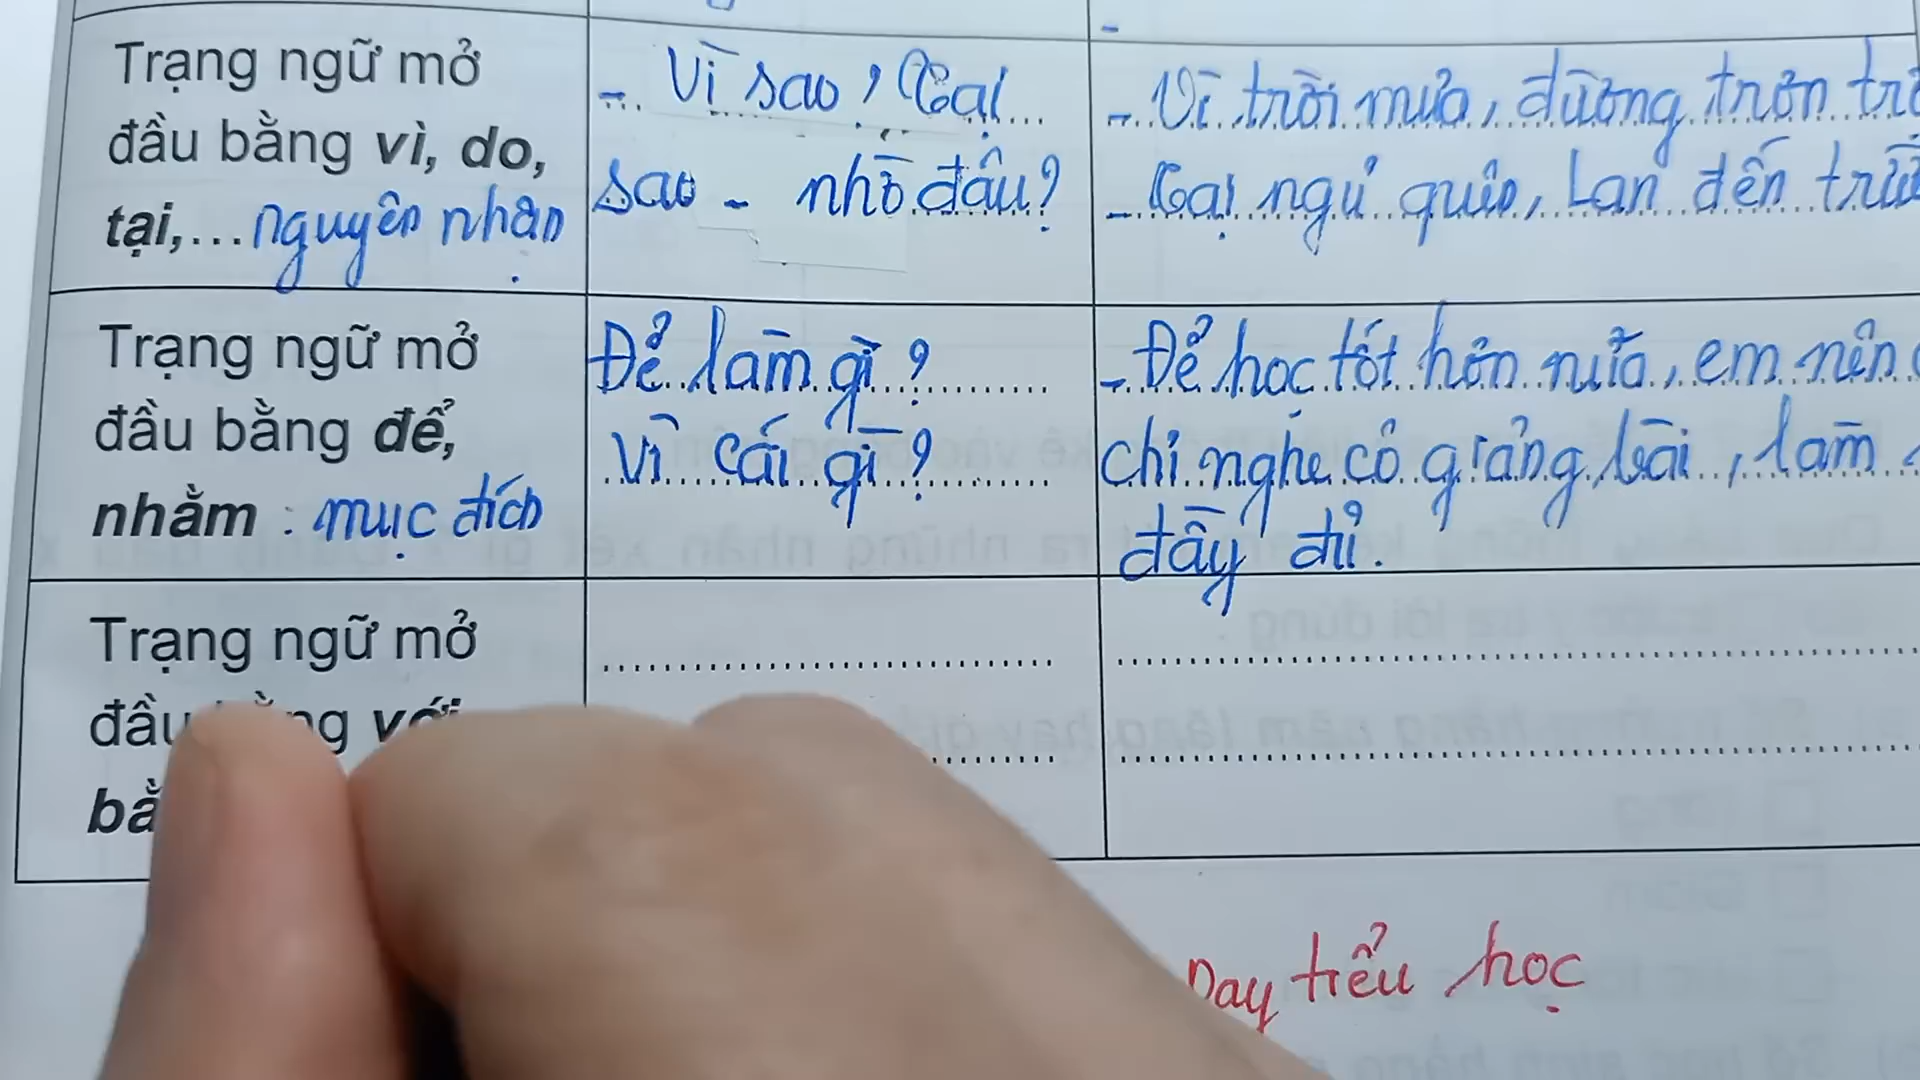 Trạng ngữ mở
đầu bằng vì, do,
tại,... nguyên nhân
- Vì sao, Tại
sao - nhờ đâu?
- Vì trời mưa, đường trơn
- Tại ngủ quên, Lan đến
Trạng ngữ mở
đầu bằng để,
nhằm : mục đích
Để làm gì?
vì cái gì?
- Để học tốt hơn nữa, em nên
chỉ nghe cô giảng bài, làm
đầy đủ.
Trạng ngữ mở
đầu bằng với
Dạy tiểu học